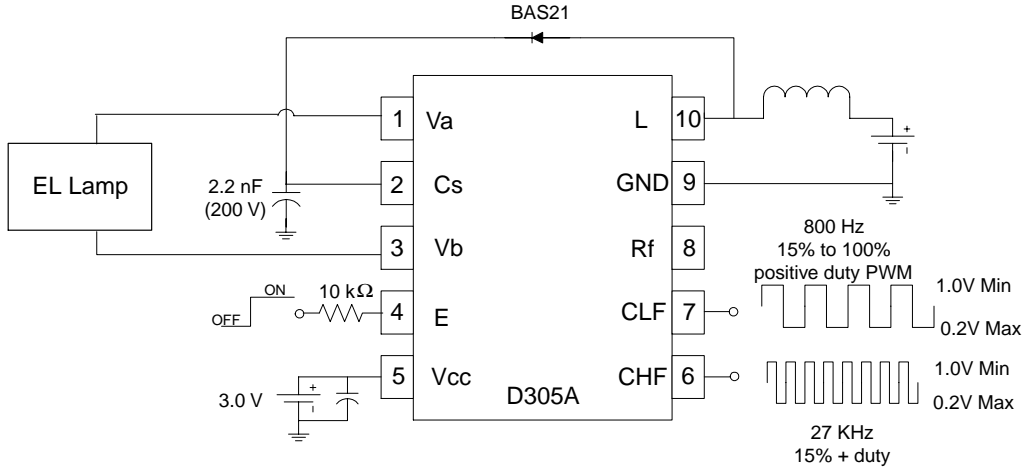 BAS21
1 Va L 10
EL Lamp
2.2 nF
(200 V)
2 Cs GND 9
3 Vb Rf 8
800 Hz
15% to 100%
positive duty PWM
OFF ON 10 kΩ 4 E CLF 7
1.0V Min
0.2V Max
3.0 V + - 5 Vcc CHF 6
D305A
1.0V Min
0.2V Max
27 KHz
15% + duty
+
-